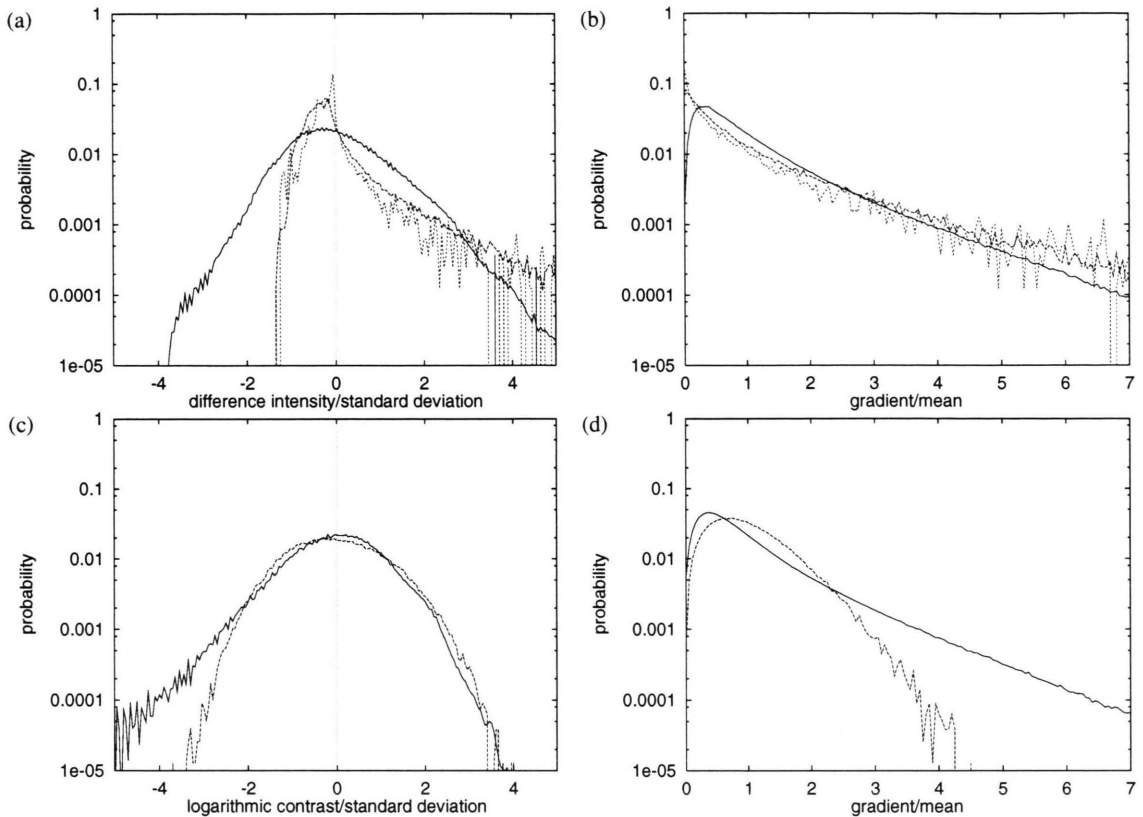 (a)
1
0.1
0.01
0.001
0.0001
1e-05
probability
-4 -2 0 2 4
difference intensity/standard deviation
(b)
1
0.1
0.01
0.001
0.0001
1e-05
probability
0 1 2 3 4 5 6 7
gradient/mean
(c)
1
0.1
0.01
0.001
0.0001
1e-05
probability
-4 -2 0 2 4
logarithmic contrast/standard deviation
(d)
1
0.1
0.01
0.001
0.0001
1e-05
probability
0 1 2 3 4 5 6 7
gradient/mean